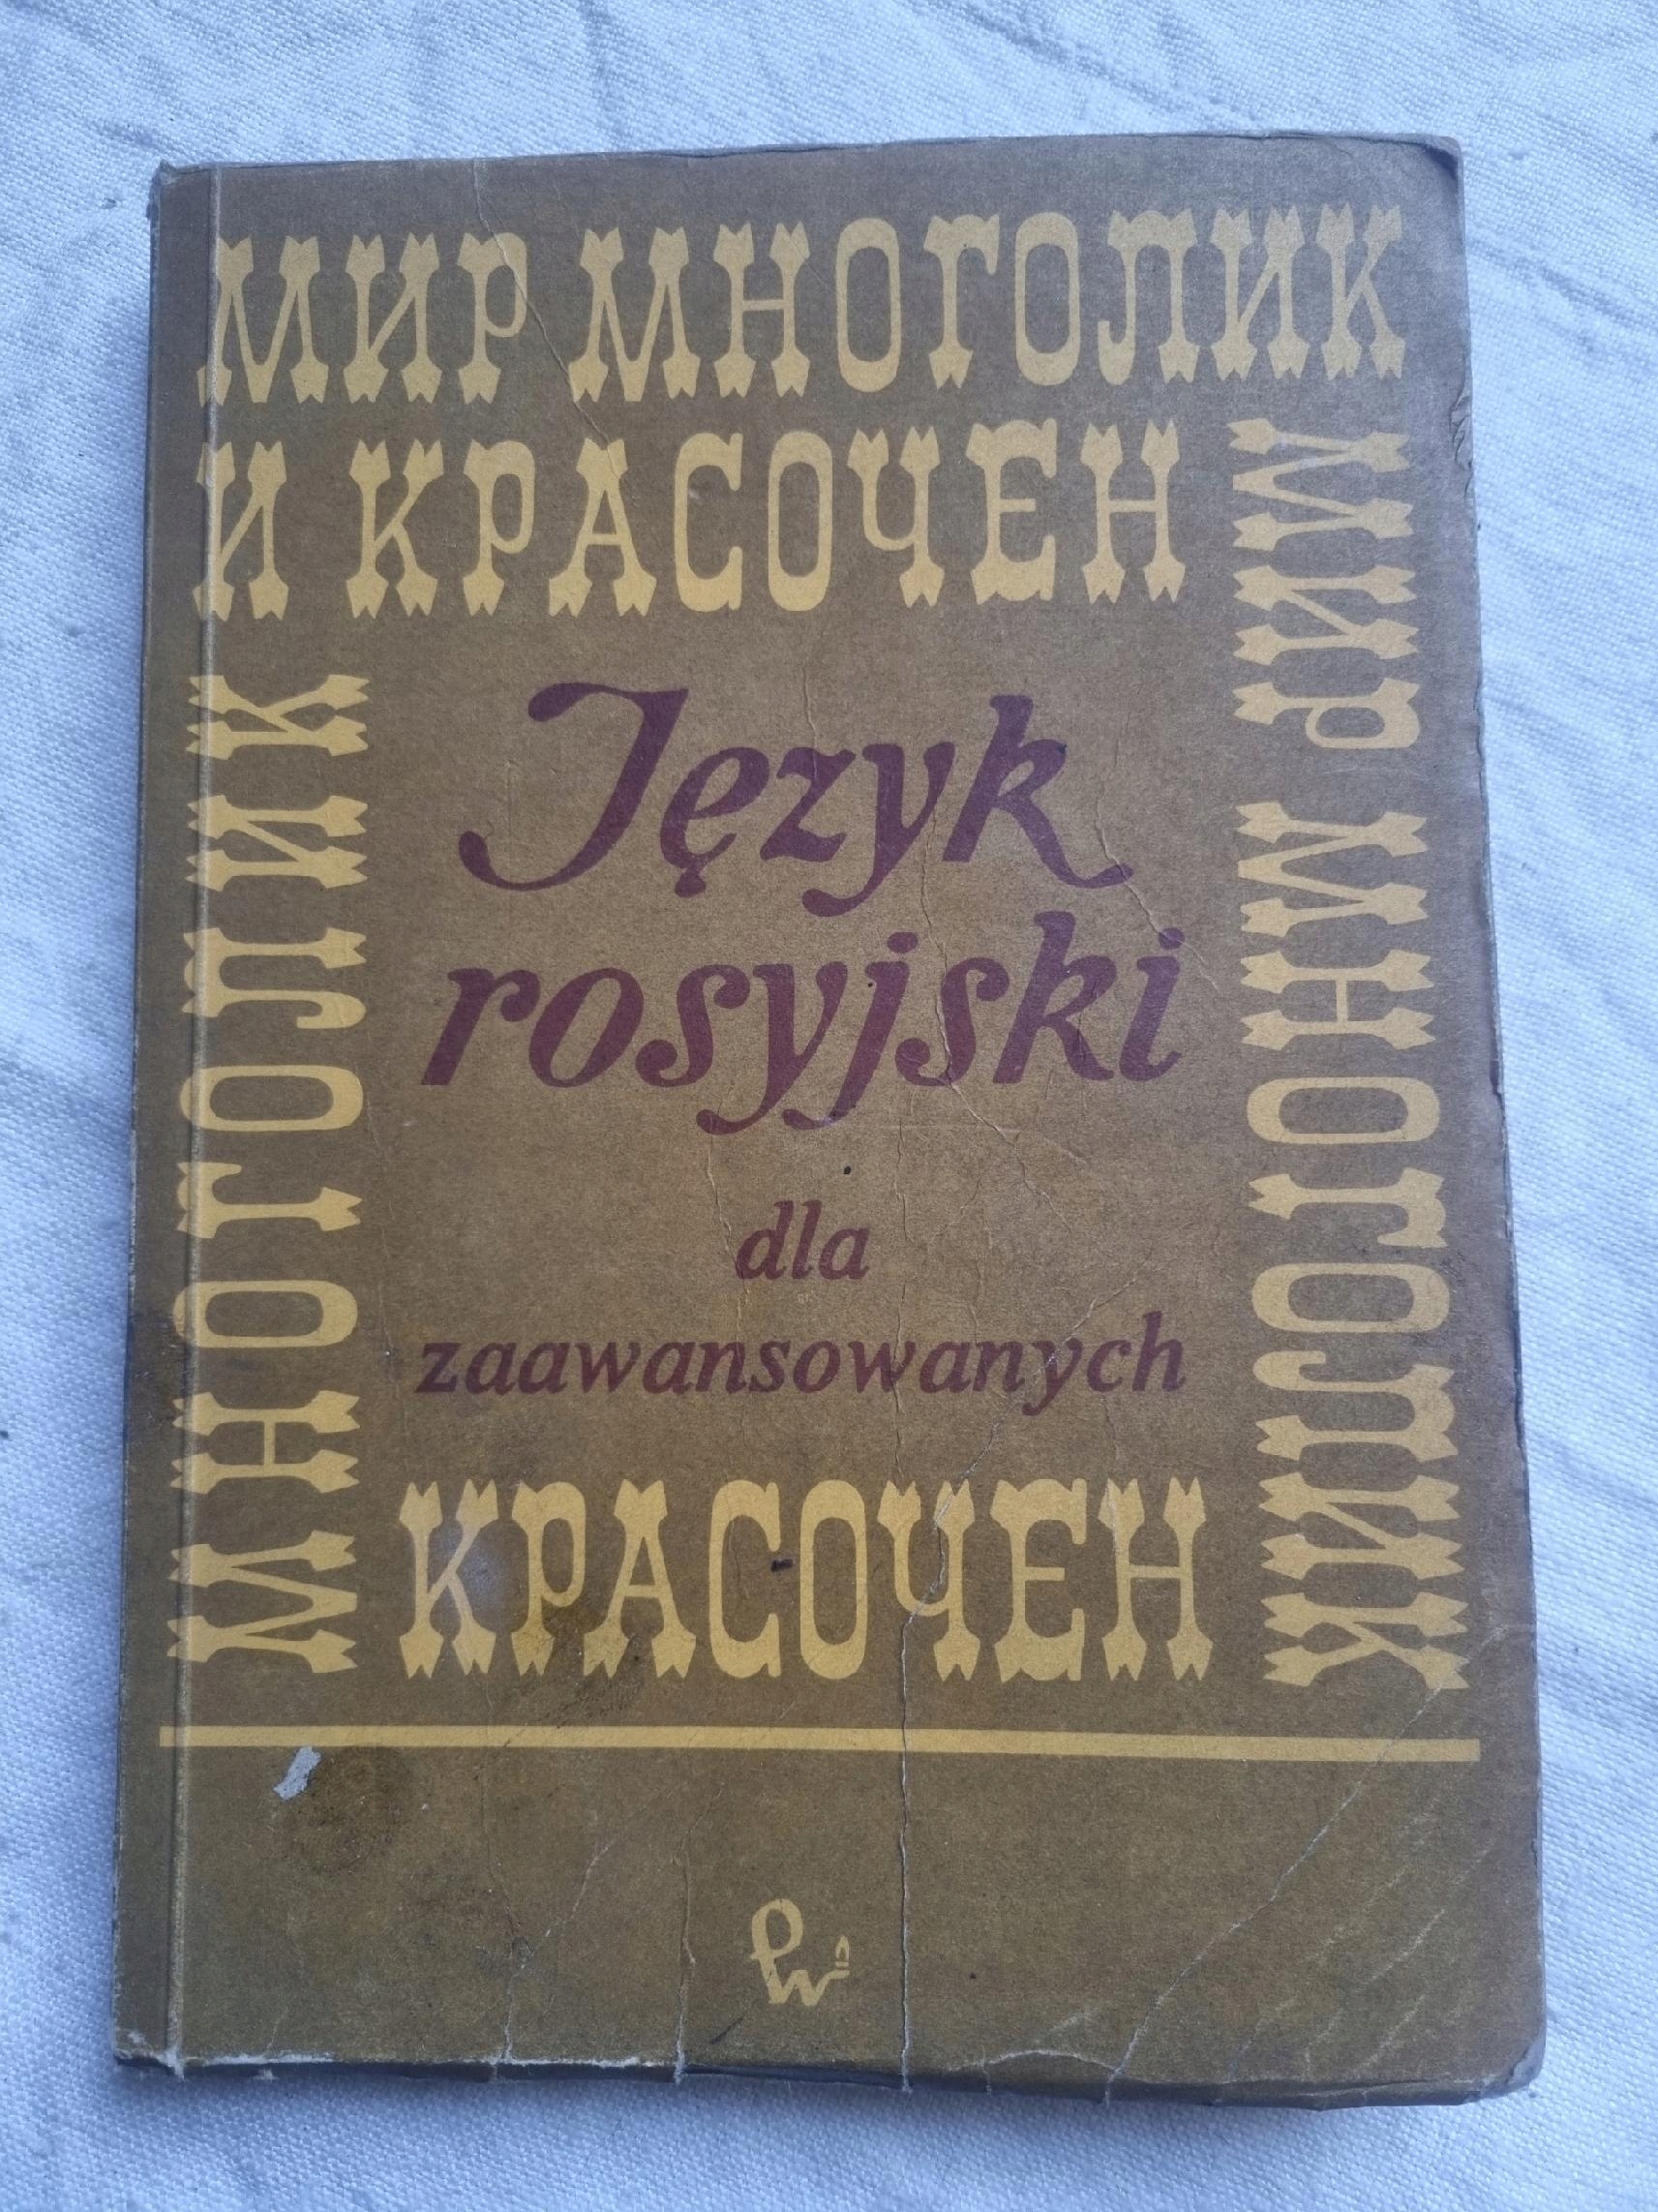 МИР МНОГОЛИК
И КРАСОЧЕН
МИР МНОГОЛИК
МНОГОЛИК
Język
rosyjski
dla
zaawansowanych
КРАСОЧЕН